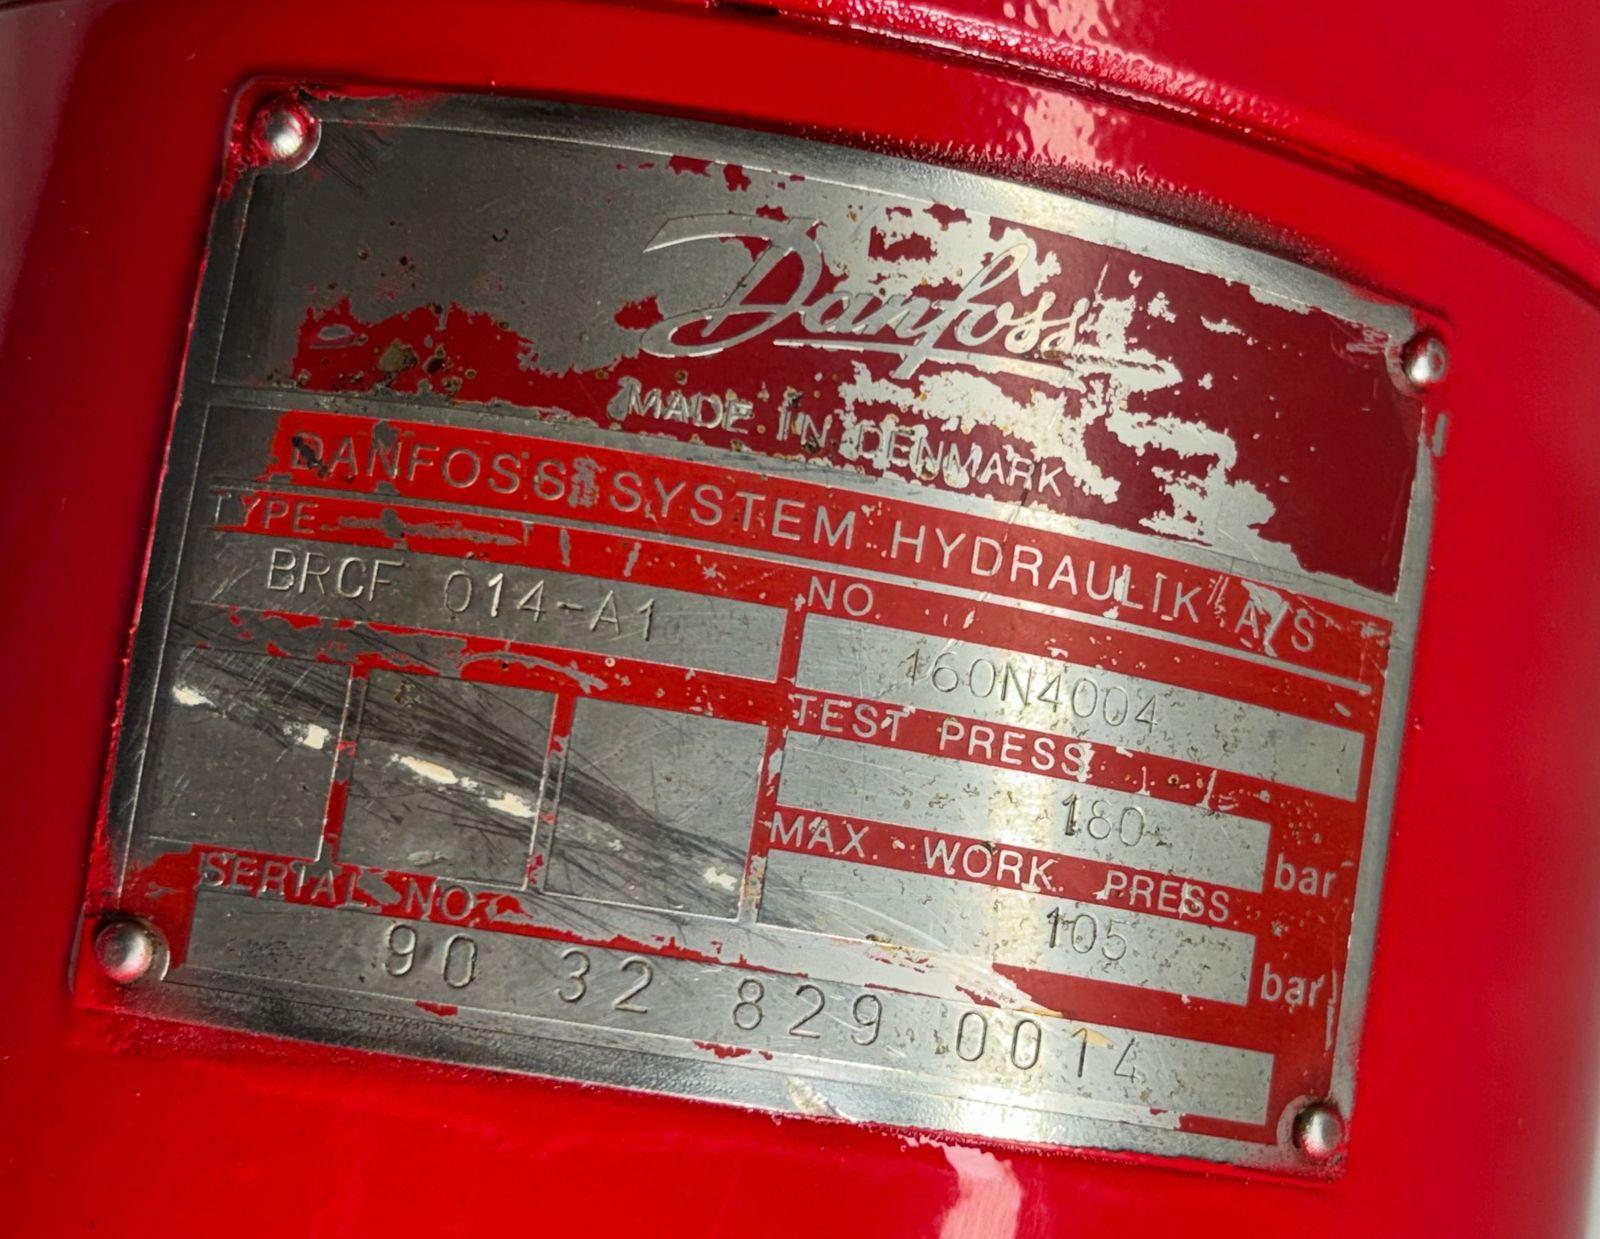 Danfoss
MADE IN DENMARK
DANFOSS SYSTEM HYDRAULIK A/S
TYPE
BRCF 014-A1
NO.
160N4004
TEST PRESS.
180 bar
MAX. WORK PRESS.
105 bar
SERIAL NO.
90 32 829 0014